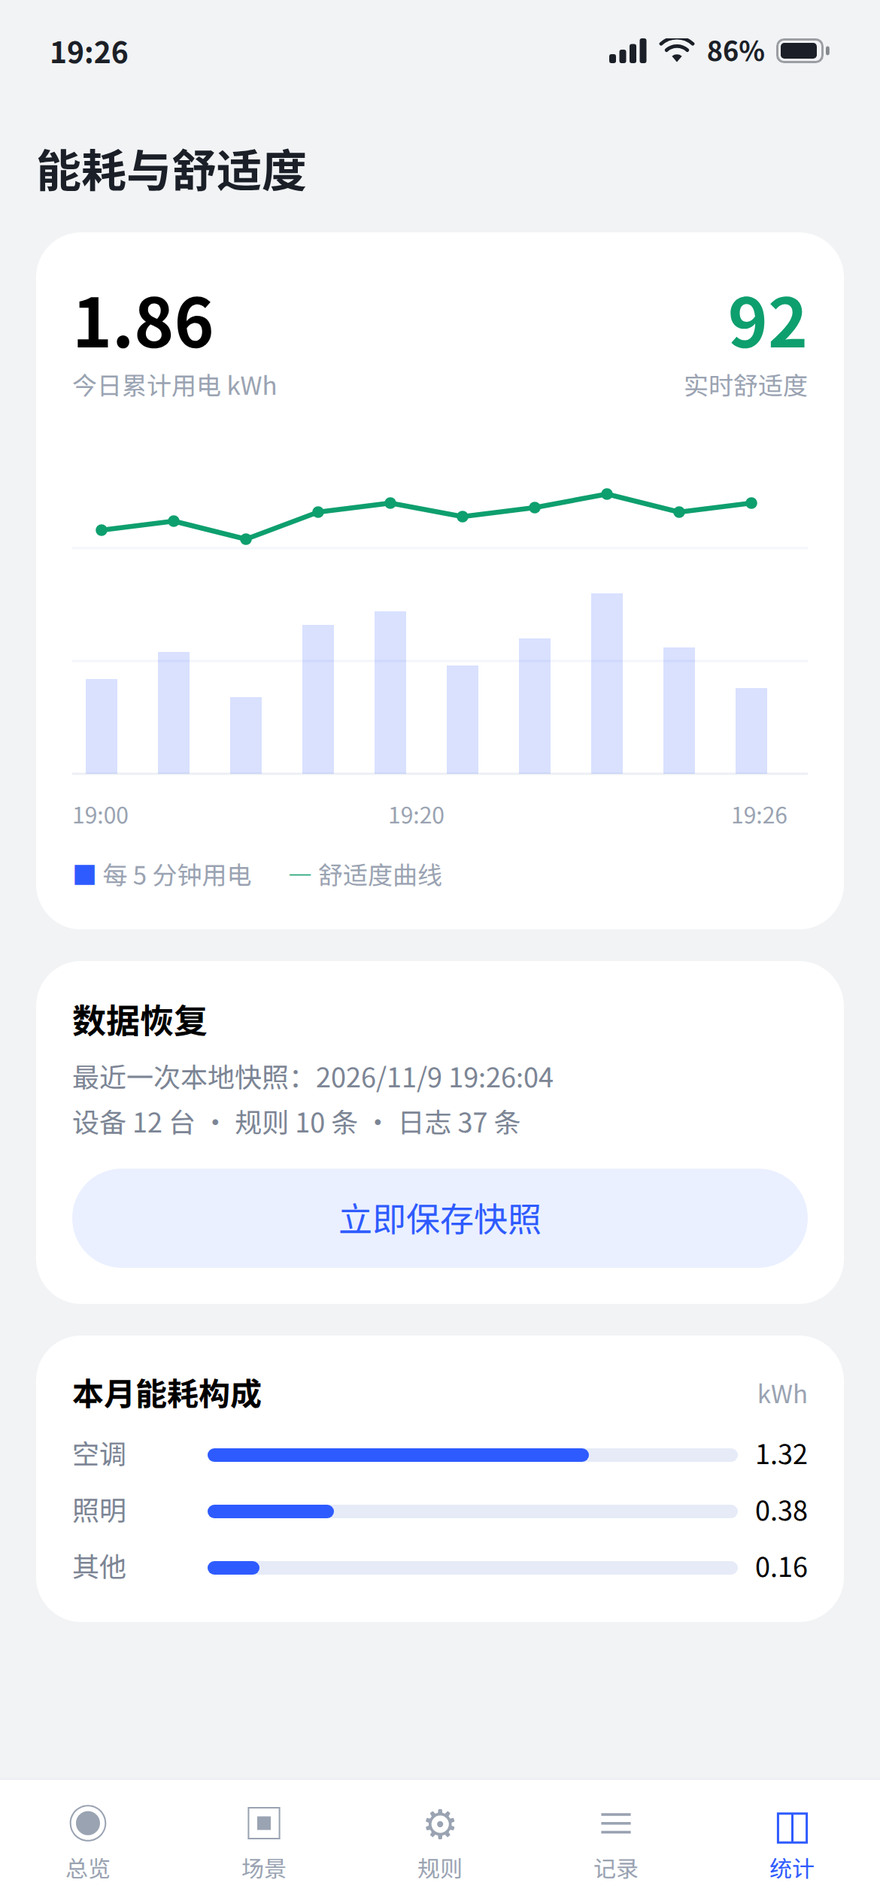 19:26 86%
能耗与舒适度
1.86 92
今日累计用电 kWh 实时舒适度
19:00 19:20 19:26
每 5 分钟用电 舒适度曲线
数据恢复
最近一次本地快照：2026/11/9 19:26:04
设备 12 台 · 规则 10 条 · 日志 37 条
立即保存快照
本月能耗构成 kWh
空调 1.32
照明 0.38
其他 0.16
总览 场景 规则 记录 统计